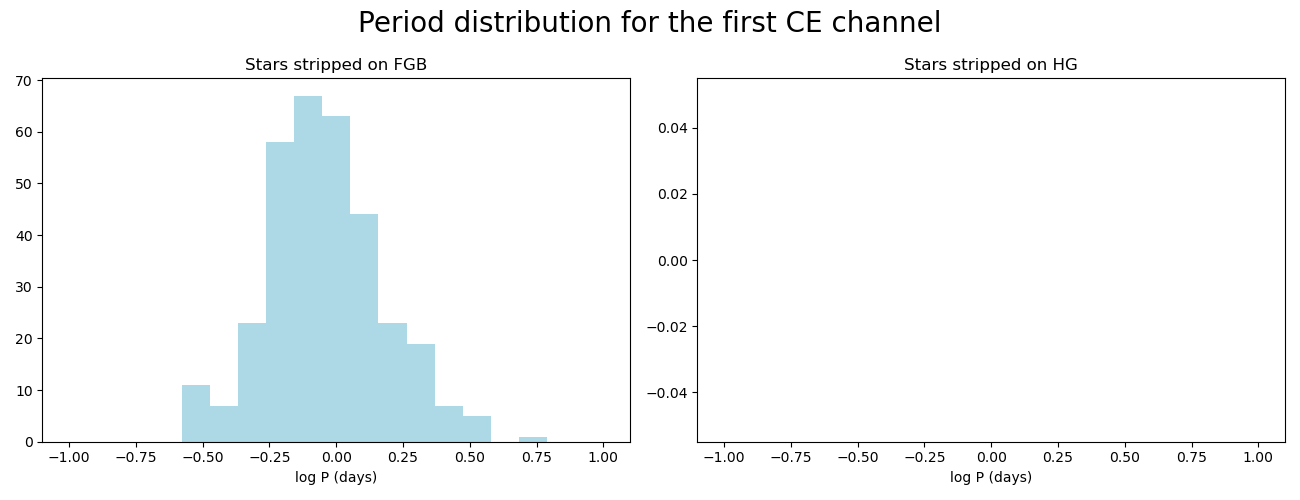 Period distribution for the first CE channel
Stars stripped on FGB
70
60
50
40
30
20
10
0
−1.00 −0.75 −0.50 −0.25 0.00 0.25 0.50 0.75 1.00
log P (days)
Stars stripped on HG
0.04
0.02
0.00
−0.02
−0.04
−1.00 −0.75 −0.50 −0.25 0.00 0.25 0.50 0.75 1.00
log P (days)